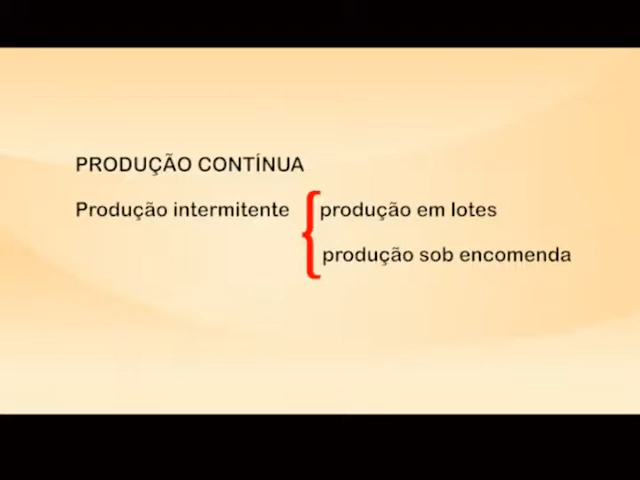 PRODUÇÃO CONTÍNUA
Produção intermitente { produção em lotes
produção sob encomenda